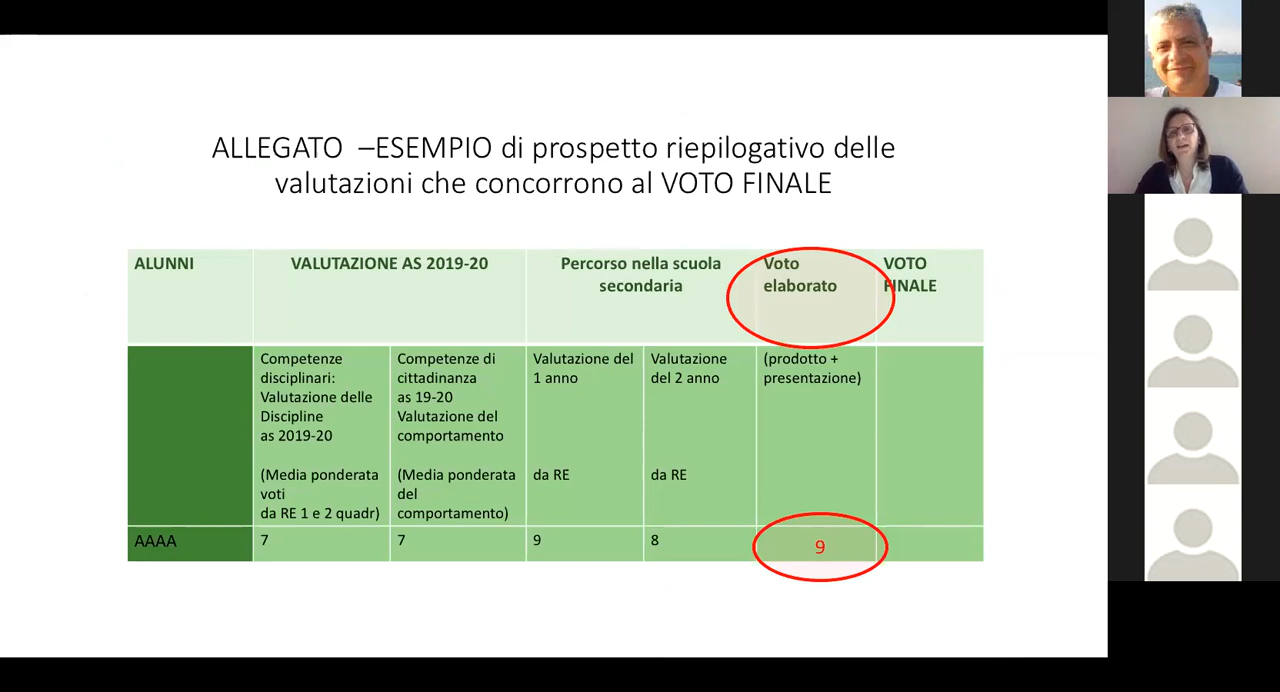 ALLEGATO –ESEMPIO di prospetto riepilogativo delle
valutazioni che concorrono al VOTO FINALE
ALUNNI
VALUTAZIONE AS 2019-20
Percorso nella scuola
secondaria
Voto
elaborato
VOTO
FINALE
Competenze
disciplinari:
Valutazione delle
Discipline
as 2019-20
(Media ponderata
voti
da RE 1 e 2 quadr)
Competenze di
cittadinanza
as 19-20
Valutazione del
comportamento
(Media ponderata
del
comportamento)
Valutazione del
1 anno
da RE
Valutazione
del 2 anno
da RE
(prodotto +
presentazione)
AAAA
7
7
9
8
9